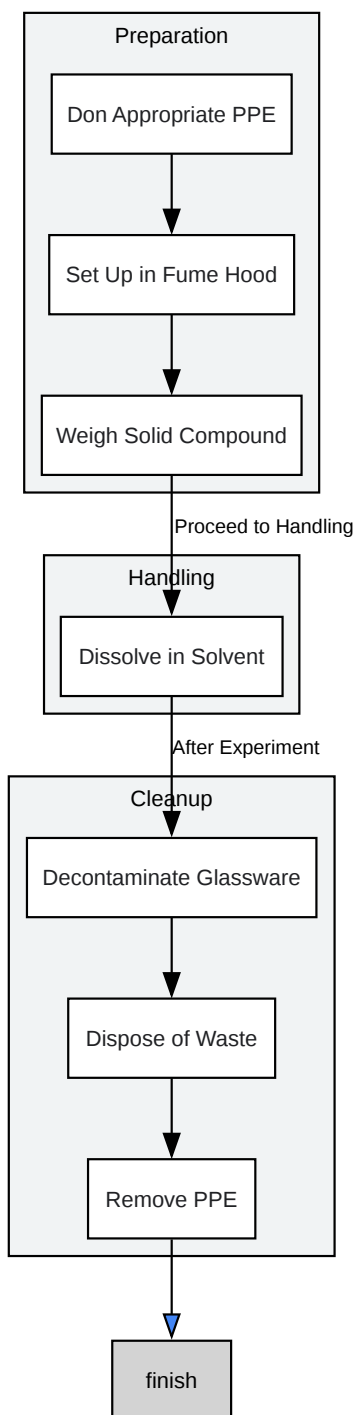 Preparation
Don Appropriate PPE
Set Up in Fume Hood
Weigh Solid Compound
Proceed to Handling
Handling
Dissolve in Solvent
After Experiment
Cleanup
Decontaminate Glassware
Dispose of Waste
Remove PPE
finish